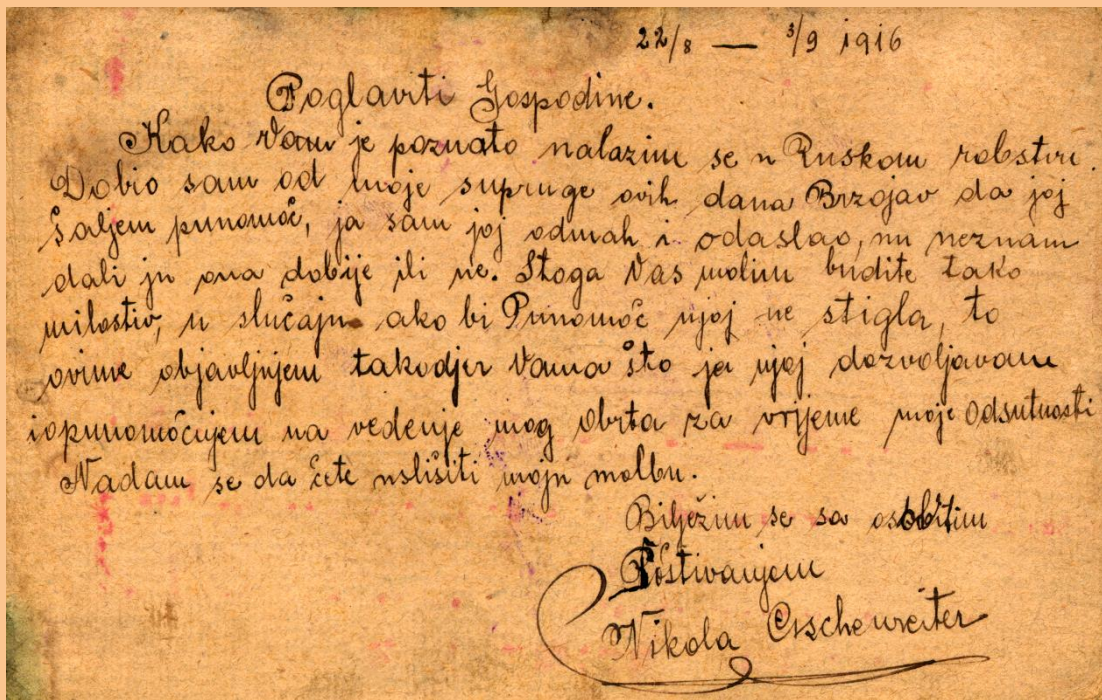 22/8 — 3/9 1916
Poglaviti Gospodine.
Kako Vam je poznato nalazim se u Ruskom robstvu.
Dobio sam od moje supruge ovih dana Brzojav da joj
šaljem punomoć, ja sam joj odmah i odaslao, nu neznam
dali ju ona dobije ili ne. Stoga Vas molim budite tako
milostiv, u slučaju ako bi Punomoć njoj ne stigla, to
ovime objavljujem takodjer Vama što ja njoj dozvoljavam
i opunomoćujem na vedenje mog obrta za vrijeme moje Odsutnosti
Nadam se da ćete uslišiti moju molbu.
Bilježim se sa osobitim
Poštivanjem
Nikola